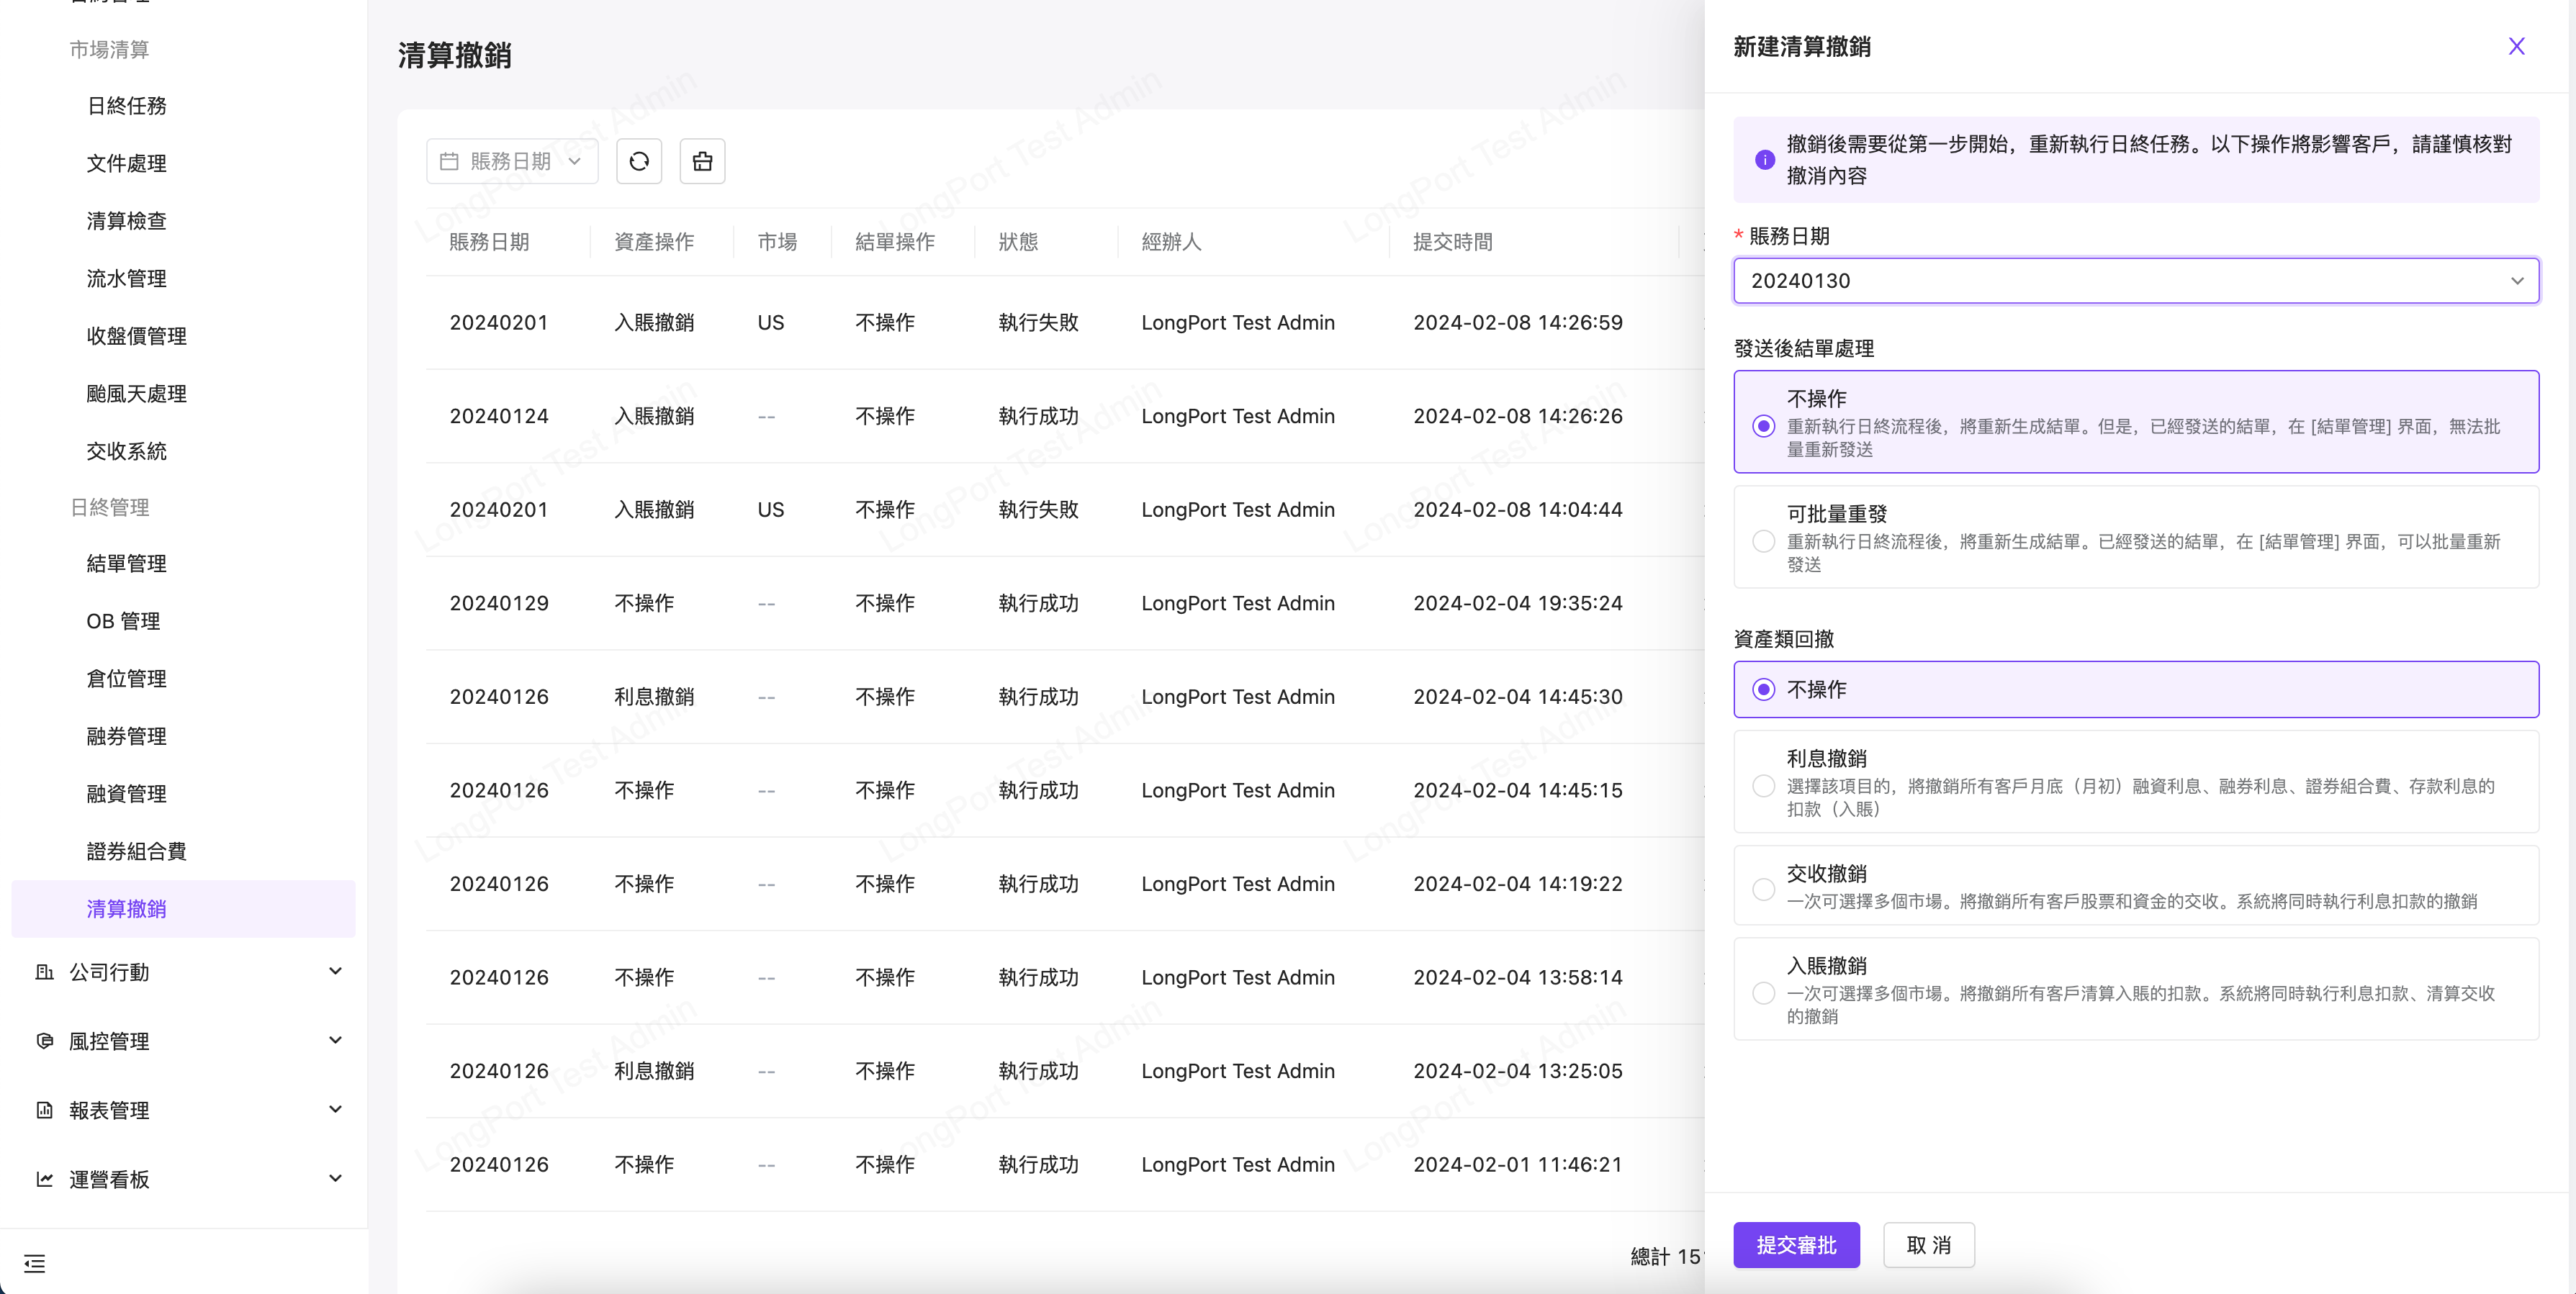 市場清算
日終任務
文件處理
清算檢查
流水管理
收盤價管理
颱風天處理
交收系統
日終管理
結單管理
OB 管理
倉位管理
融券管理
融資管理
證券組合費
清算撤銷
公司行動
風控管理
報表管理
運營看板
清算撤銷
賬務日期
賬務日期 資產操作 市場 結單操作 狀態 經辦人 提交時間
20240201 入賬撤銷 US 不操作 執行失敗 LongPort Test Admin 2024-02-08 14:26:59
20240124 入賬撤銷 -- 不操作 執行成功 LongPort Test Admin 2024-02-08 14:26:26
20240201 入賬撤銷 US 不操作 執行失敗 LongPort Test Admin 2024-02-08 14:04:44
20240129 不操作 -- 不操作 執行成功 LongPort Test Admin 2024-02-04 19:35:24
20240126 利息撤銷 -- 不操作 執行成功 LongPort Test Admin 2024-02-04 14:45:30
20240126 不操作 -- 不操作 執行成功 LongPort Test Admin 2024-02-04 14:45:15
20240126 不操作 -- 不操作 執行成功 LongPort Test Admin 2024-02-04 14:19:22
20240126 不操作 -- 不操作 執行成功 LongPort Test Admin 2024-02-04 13:58:14
20240126 利息撤銷 -- 不操作 執行成功 LongPort Test Admin 2024-02-04 13:25:05
20240126 不操作 -- 不操作 執行成功 LongPort Test Admin 2024-02-01 11:46:21
總計 15
新建清算撤銷
撤銷後需要從第一步開始，重新執行日終任務。以下操作將影響客戶，請謹慎核對
撤消內容
* 賬務日期
20240130
發送後結單處理
不操作
重新執行日終流程後，將重新生成結單。但是，已經發送的結單，在 [結單管理] 界面，無法批
量重新發送
可批量重發
重新執行日終流程後，將重新生成結單。已經發送的結單，在 [結單管理] 界面，可以批量重新
發送
資產類回撤
不操作
利息撤銷
選擇該項目的，將撤銷所有客戶月底（月初）融資利息、融券利息、證券組合費、存款利息的
扣款（入賬）
交收撤銷
一次可選擇多個市場。將撤銷所有客戶股票和資金的交收。系統將同時執行利息扣款的撤銷
入賬撤銷
一次可選擇多個市場。將撤銷所有客戶清算入賬的扣款。系統將同時執行利息扣款、清算交收
的撤銷
提交審批
取 消